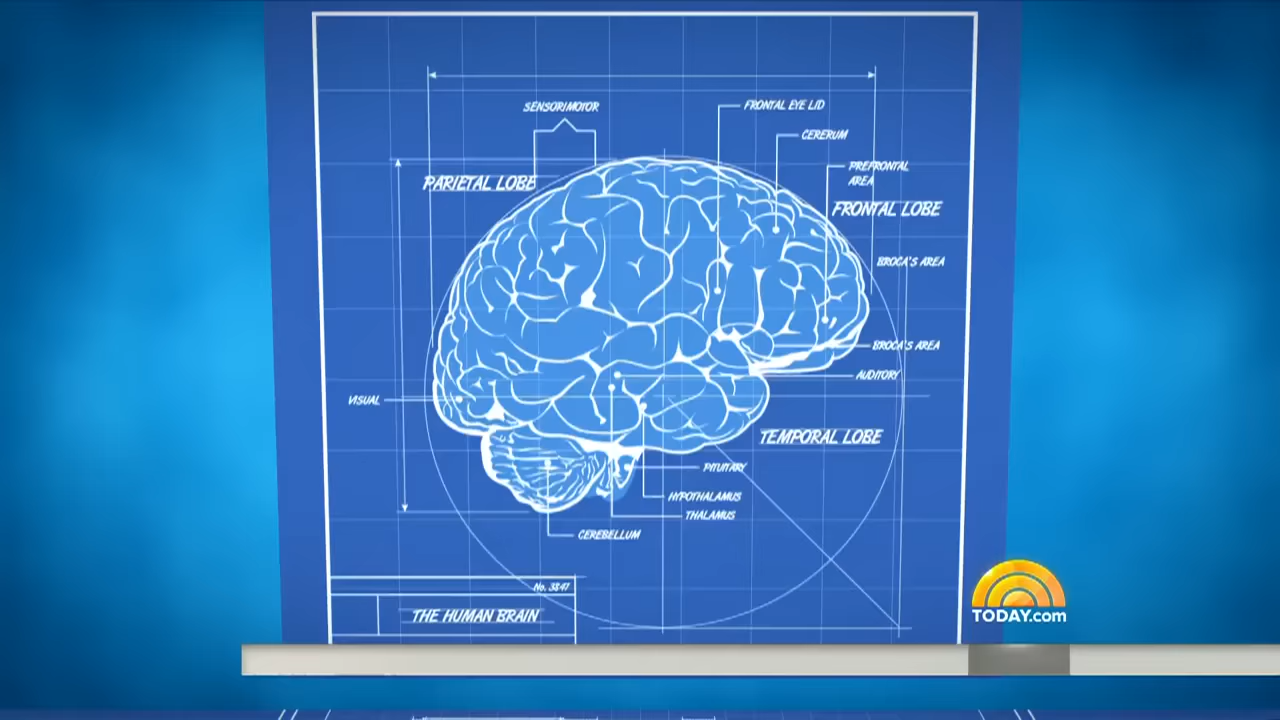 SENSORIMOTOR
FRONTAL EYE LID
CERERUM
PREFRONTAL
AREA
PARIETAL LOBE
FRONTAL LOBE
BROCA'S AREA
BROCA'S AREA
AUDITORY
VISUAL
TEMPORAL LOBE
PITUITARY
HYPOTHALAMUS
THALAMUS
CEREBELLUM
No. 3847
THE HUMAN BRAIN
TODAY.com